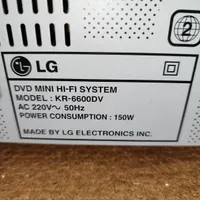 2
LG
DVD MINI HI-FI SYSTEM
MODEL : KR-6600DV
AC 220V～ 50Hz
POWER CONSUMPTION : 150W
MADE BY LG ELECTRONICS INC.